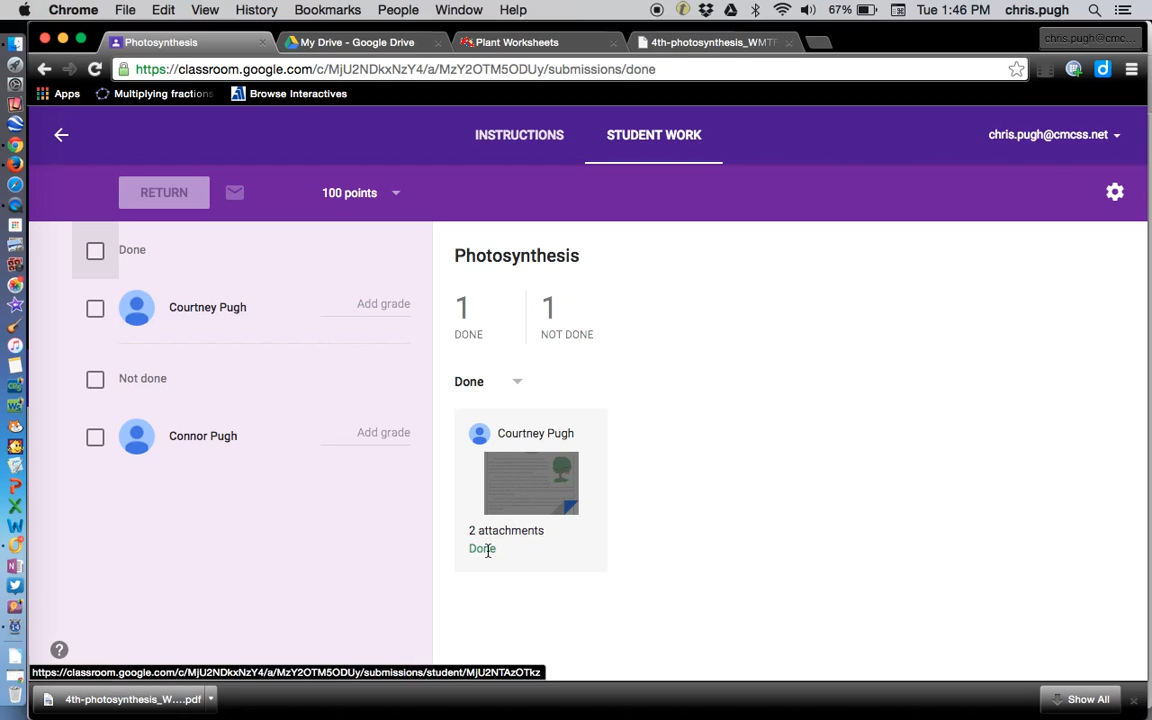 Chrome File Edit View History Bookmarks People Window Help 67% Tue 1:46 PM chris.pugh
Photosynthesis My Drive - Google Drive Plant Worksheets 4th-photosynthesis_WMTF chris.pugh@cmc...
https://classroom.google.com/c/MjU2NDkxNzY4/a/MzY2OTM5ODUy/submissions/done
Apps Multiplying fractions Browse Interactives
INSTRUCTIONS STUDENT WORK chris.pugh@cmcss.net
RETURN 100 points
Done
Courtney Pugh Add grade
Not done
Connor Pugh Add grade
Photosynthesis
1 1
DONE NOT DONE
Done
Courtney Pugh
2 attachments
Done
?
https://classroom.google.com/c/MjU2NDkxNzY4/a/MzY2OTM5ODUy/submissions/student/MjU2NTAzOTkz
4th-photosynthesis_W....pdf Show All